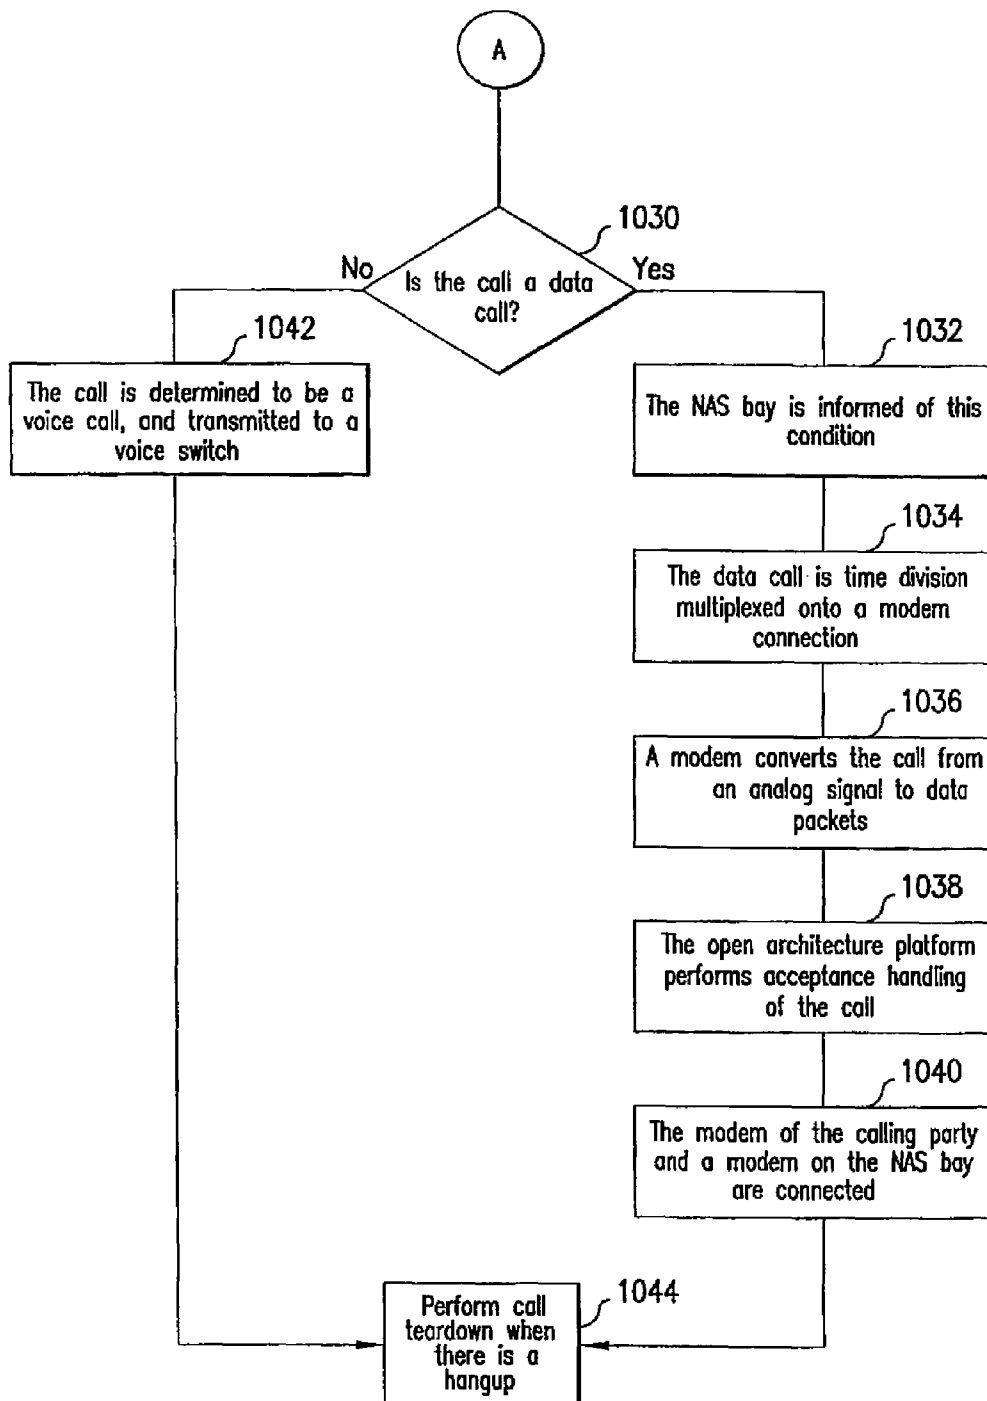 A
1030
No
Is the call a data
call?
Yes
1042
The call is determined to be a
voice call, and transmitted to a
voice switch
1032
The NAS bay is informed of this
condition
1034
The data call is time division
multiplexed onto a modem
connection
1036
A modem converts the call from
an analog signal to data
packets
1038
The open architecture platform
performs acceptance handling
of the call
1040
The modem of the calling party
and a modem on the NAS bay
are connected
1044
Perform call
teardown when
there is a
hangup